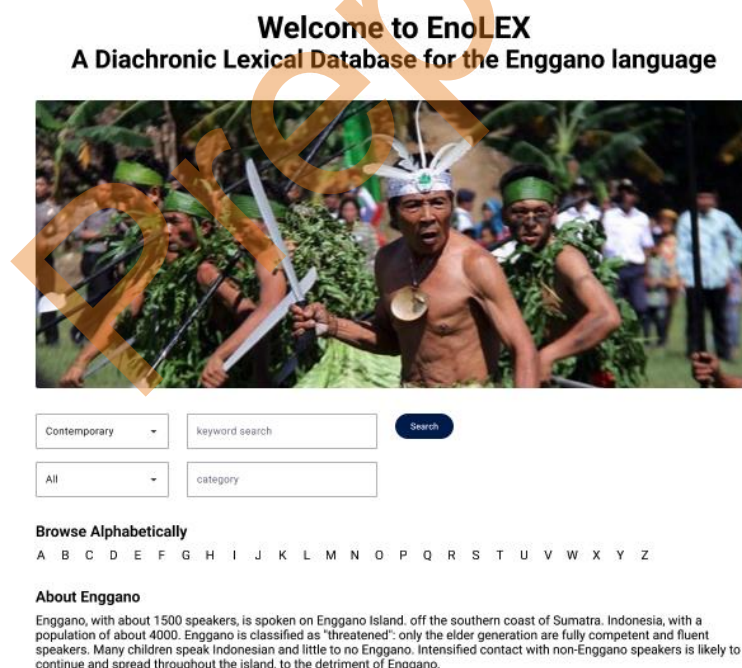 Welcome to EnoLEX
A Diachronic Lexical Database for the Enggano language
Prep
Contemporary
keyword search
Search
All
category
Browse Alphabetically
A B C D E F G H I J K L M N O P Q R S T U V W X Y Z
About Enggano
Enggano, with about 1500 speakers, is spoken on Enggano Island. off the southern coast of Sumatra. Indonesia, with a
population of about 4000. Enggano is classified as "threatened": only the elder generation are fully competent and fluent
speakers. Many children speak Indonesian and little to no Enggano. Intensified contact with non-Enggano speakers is likely to
continue and spread throughout the island, to the detriment of Enggano.